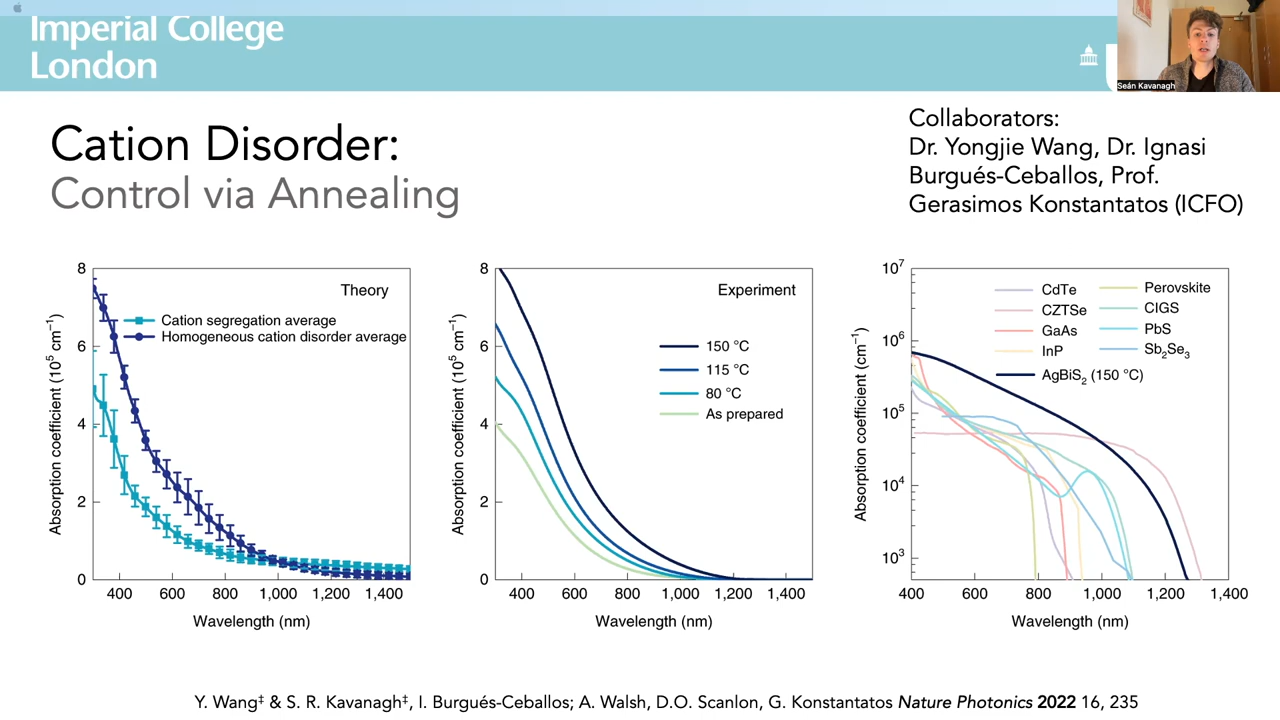 Imperial College
London
Seán Kavanagh
Cation Disorder:
Control via Annealing
Collaborators:
Dr. Yongjie Wang, Dr. Ignasi
Burgués-Ceballos, Prof.
Gerasimos Konstantatos (ICFO)
Absorption coefficient (10⁵ cm⁻¹)
8
6
4
2
0
Theory
Cation segregation average
Homogeneous cation disorder average
400 600 800 1,000 1,200 1,400
Wavelength (nm)
Absorption coefficient (10⁵ cm⁻¹)
8
6
4
2
0
Experiment
150 °C
115 °C
80 °C
As prepared
400 600 800 1,000 1,200 1,400
Wavelength (nm)
Absorption coefficient (cm⁻¹)
10⁷
10⁶
10⁵
10⁴
10³
CdTe
CZTSe
GaAs
InP
AgBiS₂ (150 °C)
Perovskite
CIGS
PbS
Sb₂Se₃
400 600 800 1,000 1,200 1,400
Wavelength (nm)
Y. Wang‡ & S. R. Kavanagh‡, I. Burgués-Ceballos; A. Walsh, D.O. Scanlon, G. Konstantatos Nature Photonics 2022 16, 235